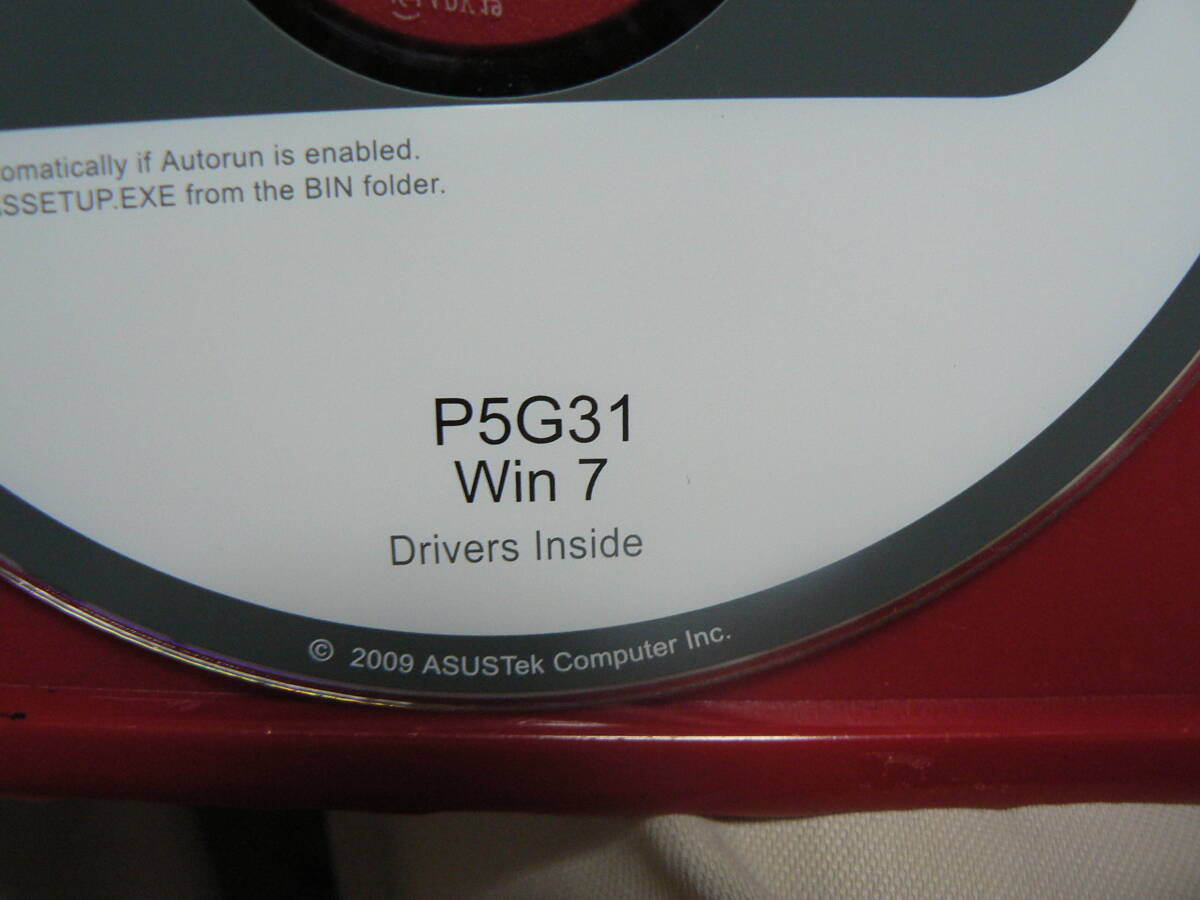 omatically if Autorun is enabled.
SSETUP.EXE from the BIN folder.
P5G31
Win 7
Drivers Inside
© 2009 ASUSTek Computer Inc.